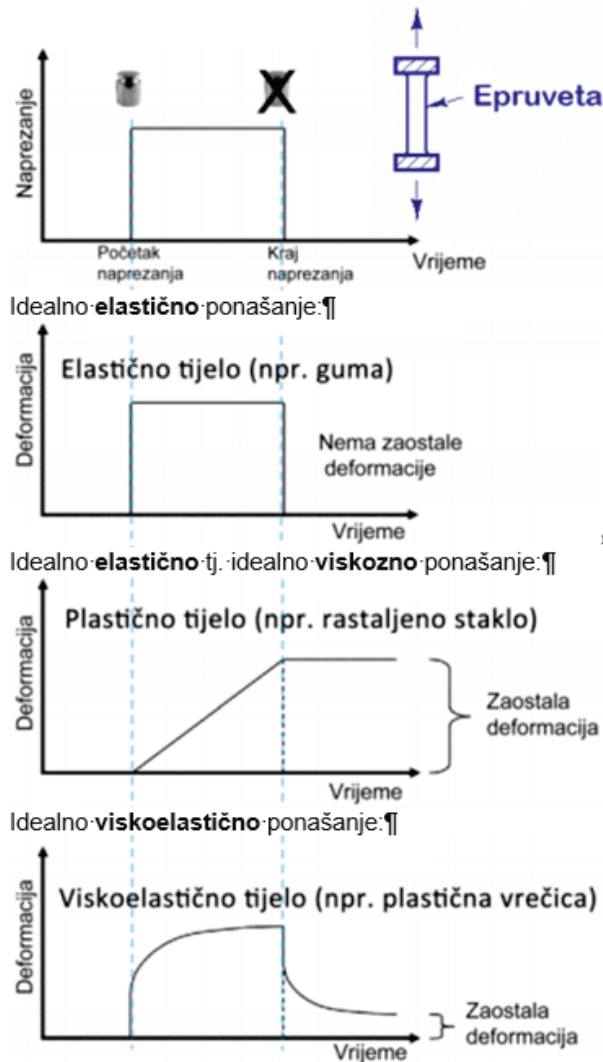 Naprezanje
Epruveta
Početak
naprezanja
Kraj
naprezanja
Vrijeme
Idealno·elastično·ponašanje:¶
Deformacija
Elastično tijelo (npr. guma)
Nema zaostale
deformacije
Vrijeme
Idealno·elastično·tj.·idealno·viskozno·ponašanje:¶
Deformacija
Plastično tijelo (npr. rastaljeno staklo)
Zaostala
deformacija
Vrijeme
Idealno·viskoelastično·ponašanje:¶
Deformacija
Viskoelastično tijelo (npr. plastična vrećica)
Zaostala
deformacija
Vrijeme